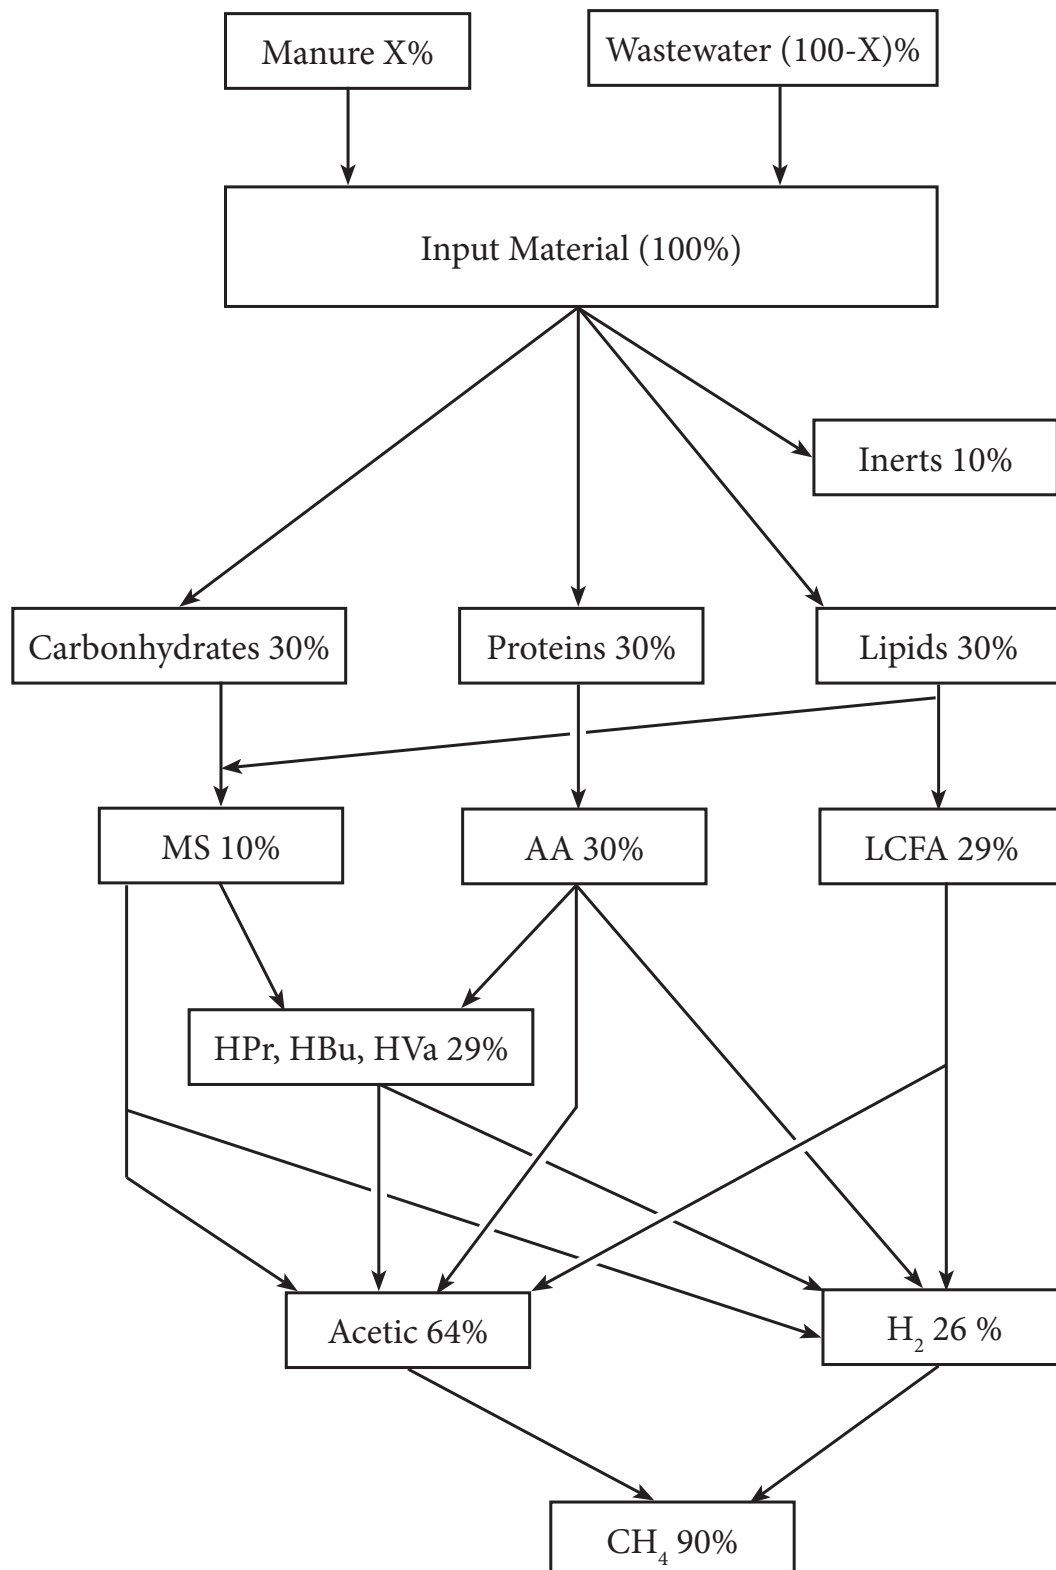 Manure X%
Wastewater (100-X)%
Input Material (100%)
Inerts 10%
Carbonhydrates 30%
Proteins 30%
Lipids 30%
MS 10%
AA 30%
LCFA 29%
HPr, HBu, HVa 29%
Acetic 64%
H₂ 26 %
CH₄ 90%